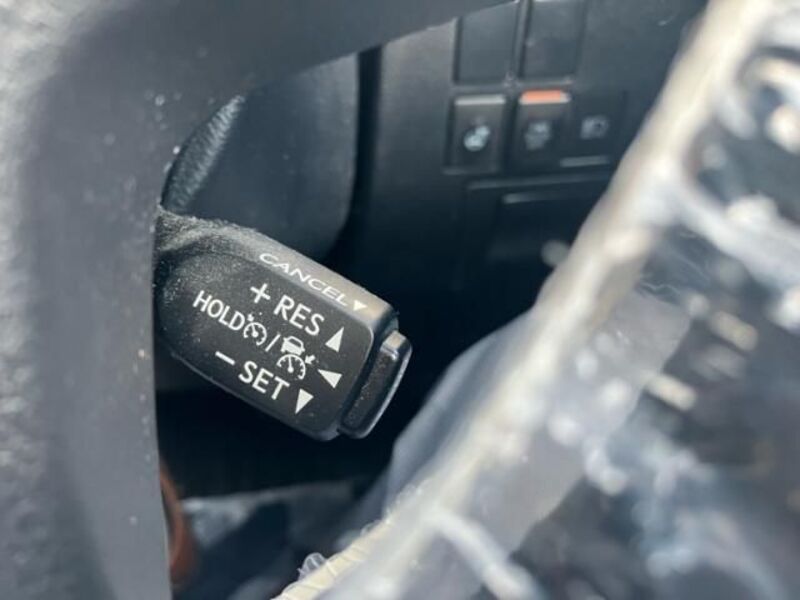 CANCEL▼
+ RES ▲
HOLD /
− SET ▼